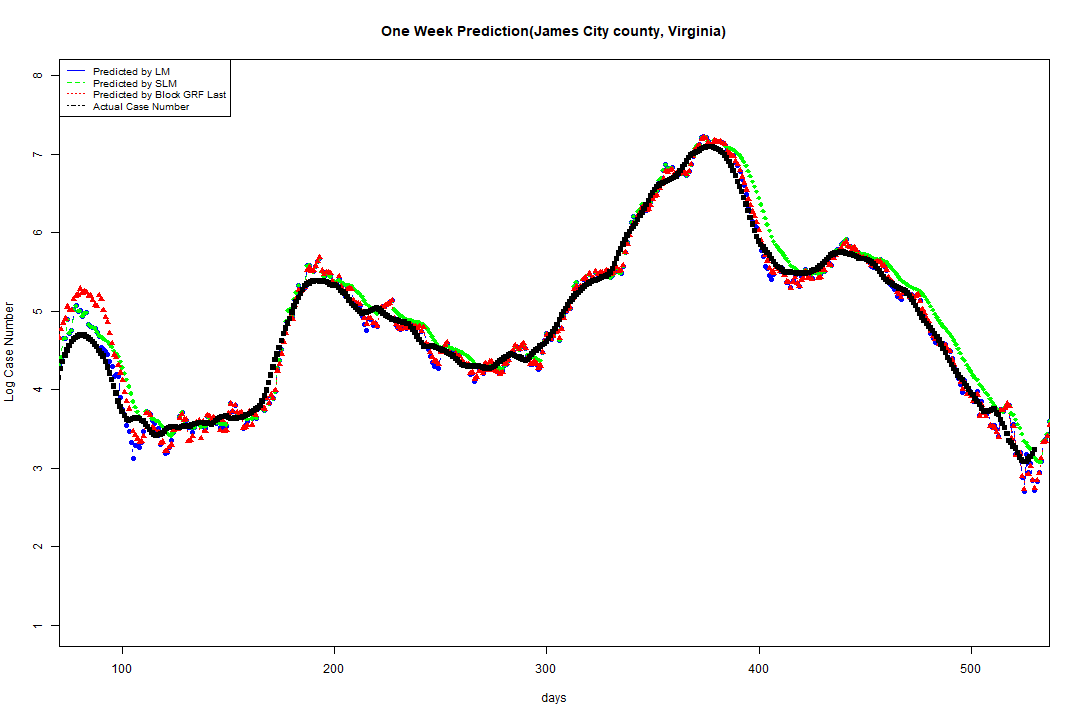 One Week Prediction(James City county, Virginia)
Predicted by LM
Predicted by SLM
Predicted by Block GRF Last
Actual Case Number
8
7
6
5
4
3
2
1
Log Case Number
100 200 300 400 500
days